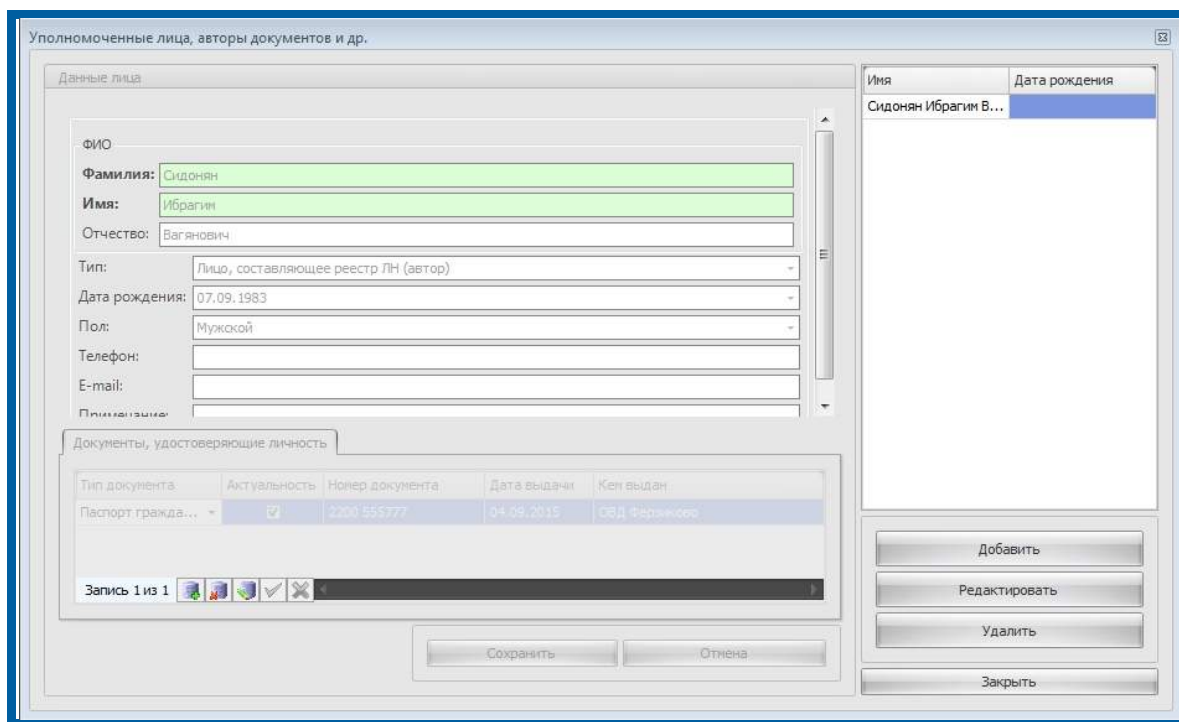 Уполномоченные лица, авторы документов и др.
Данные лица
ФИО
Фамилия: Сидонян
Имя: Ибрагим
Отчество: Вагянович
Тип: Лицо, составляющее реестр ЛН (автор)
Дата рождения: 07.09.1983
Пол: Мужской
Телефон:
E-mail:
Примечание:
Документы, удостоверяющие личность
Тип документа Актуальность Номер документа Дата выдачи Кем выдан
Паспорт гражда... 2200 555777 04.09.2015 ОВД Ферзиково
Запись 1 из 1
Сохранить Отмена
Имя Дата рождения
Сидонян Ибрагим В...
Добавить
Редактировать
Удалить
Закрыть